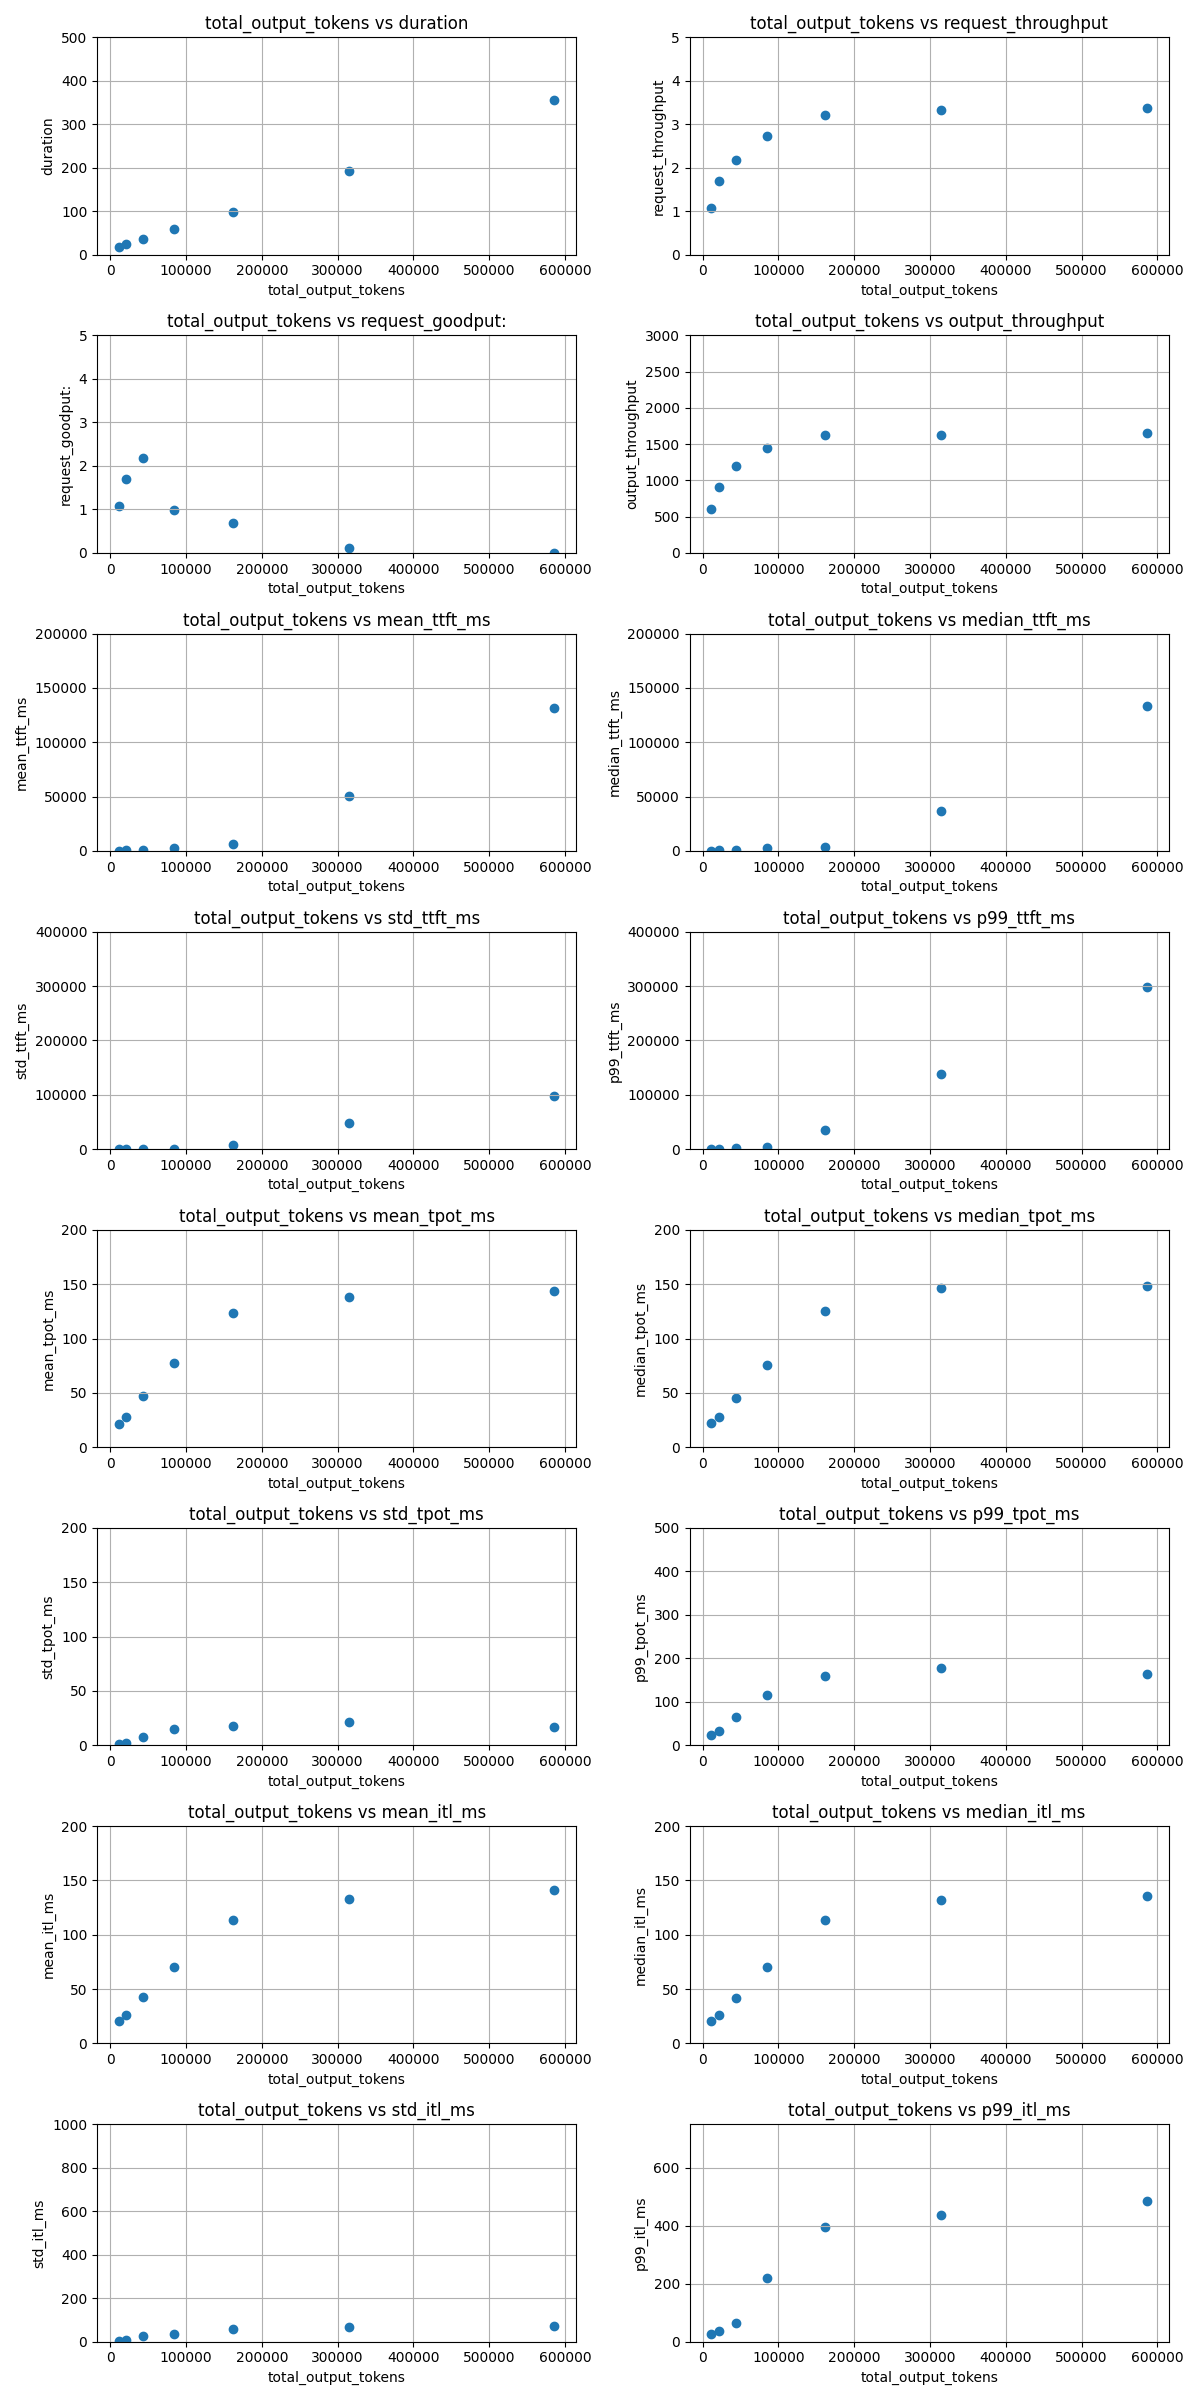 total_output_tokens vs duration
500
400
300
200
100
0
duration
0 100000 200000 300000 400000 500000 600000
total_output_tokens
total_output_tokens vs request_throughput
5
4
3
2
1
0
request_throughput
0 100000 200000 300000 400000 500000 600000
total_output_tokens
total_output_tokens vs request_goodput:
5
4
3
2
1
0
request_goodput:
0 100000 200000 300000 400000 500000 600000
total_output_tokens
total_output_tokens vs output_throughput
3000
2500
2000
1500
1000
500
0
output_throughput
0 100000 200000 300000 400000 500000 600000
total_output_tokens
total_output_tokens vs mean_ttft_ms
200000
150000
100000
50000
0
mean_ttft_ms
0 100000 200000 300000 400000 500000 600000
total_output_tokens
total_output_tokens vs median_ttft_ms
200000
150000
100000
50000
0
median_ttft_ms
0 100000 200000 300000 400000 500000 600000
total_output_tokens
total_output_tokens vs std_ttft_ms
400000
300000
200000
100000
0
std_ttft_ms
0 100000 200000 300000 400000 500000 600000
total_output_tokens
total_output_tokens vs p99_ttft_ms
400000
300000
200000
100000
0
p99_ttft_ms
0 100000 200000 300000 400000 500000 600000
total_output_tokens
total_output_tokens vs mean_tpot_ms
200
150
100
50
0
mean_tpot_ms
0 100000 200000 300000 400000 500000 600000
total_output_tokens
total_output_tokens vs median_tpot_ms
200
150
100
50
0
median_tpot_ms
0 100000 200000 300000 400000 500000 600000
total_output_tokens
total_output_tokens vs std_tpot_ms
200
150
100
50
0
std_tpot_ms
0 100000 200000 300000 400000 500000 600000
total_output_tokens
total_output_tokens vs p99_tpot_ms
500
400
300
200
100
0
p99_tpot_ms
0 100000 200000 300000 400000 500000 600000
total_output_tokens
total_output_tokens vs mean_itl_ms
200
150
100
50
0
mean_itl_ms
0 100000 200000 300000 400000 500000 600000
total_output_tokens
total_output_tokens vs median_itl_ms
200
150
100
50
0
median_itl_ms
0 100000 200000 300000 400000 500000 600000
total_output_tokens
total_output_tokens vs std_itl_ms
1000
800
600
400
200
0
std_itl_ms
0 100000 200000 300000 400000 500000 600000
total_output_tokens
total_output_tokens vs p99_itl_ms
600
400
200
0
p99_itl_ms
0 100000 200000 300000 400000 500000 600000
total_output_tokens